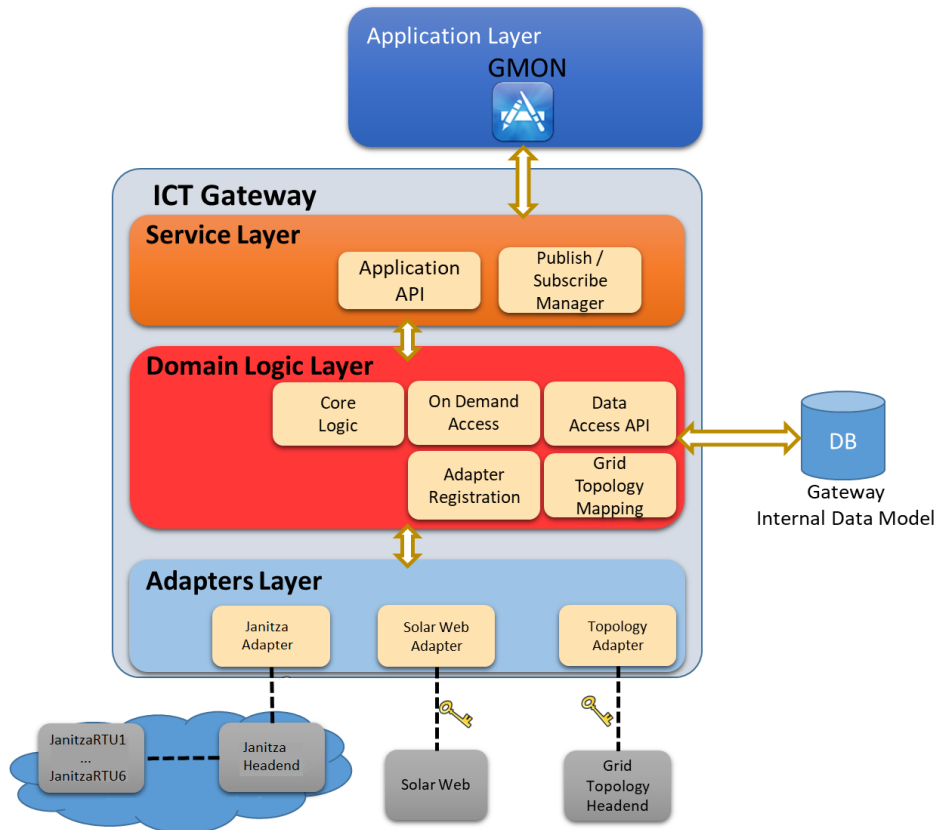 Application Layer
GMON
ICT Gateway
Service Layer
Application
API
Publish /
Subscribe
Manager
Domain Logic Layer
Core
Logic
On Demand
Access
Data
Access API
Adapter
Registration
Grid
Topology
Mapping
DB
Gateway
Internal Data Model
Adapters Layer
Janitza
Adapter
Solar Web
Adapter
Topology
Adapter
JanitzaRTU1
...
JanitzaRTU6
Janitza
Headend
Solar Web
Grid
Topology
Headend